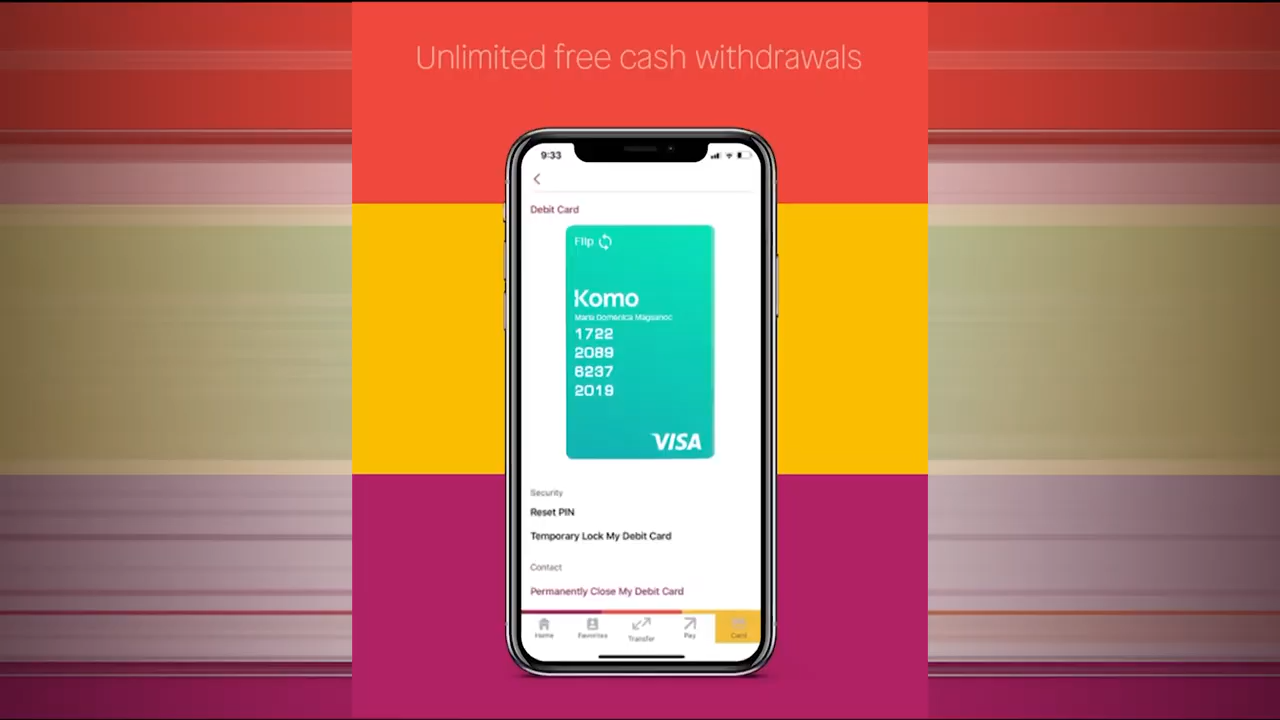 Unlimited free cash withdrawals
9:33
Debit Card
Flip
Komo
Maria Domenica Magsanoc
1722
2089
8237
2019
VISA
Security
Reset PIN
Temporary Lock My Debit Card
Contact
Permanently Close My Debit Card
Home Favorites Transfer Pay Card